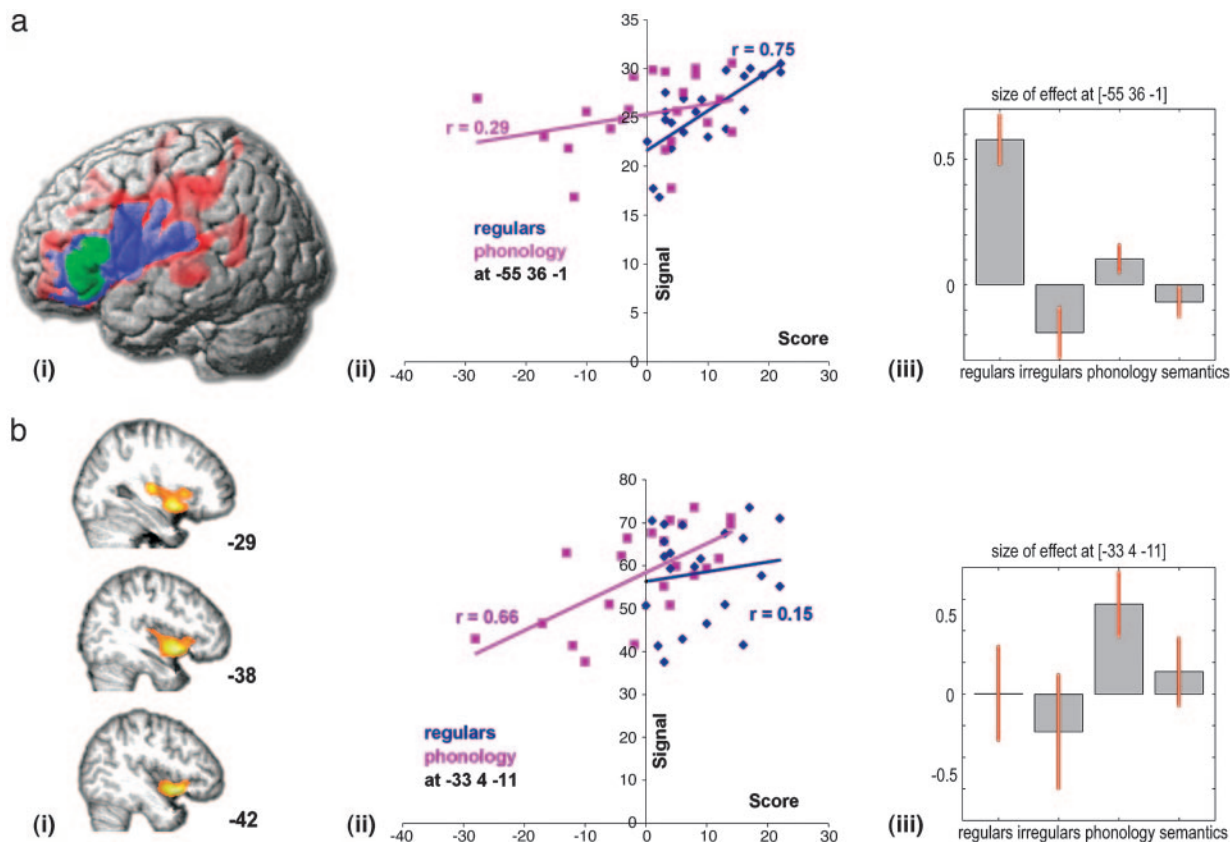 a
(i)
35
30
25
20
15
10
5
0
-40 -30 -20 -10 0 10 20 30
r = 0.29
r = 0.75
regulars
phonology
at -55 36 -1
Signal
Score
(ii)
size of effect at [-55 36 -1]
0.5
0
regulars irregulars phonology semantics
(iii)
b
-29
-38
-42
(i)
80
70
60
50
40
30
20
10
0
-40 -30 -20 -10 0 10 20 30
r = 0.66
r = 0.15
regulars
phonology
at -33 4 -11
Signal
Score
(ii)
size of effect at [-33 4 -11]
0.5
0
-0.5
regulars irregulars phonology semantics
(iii)